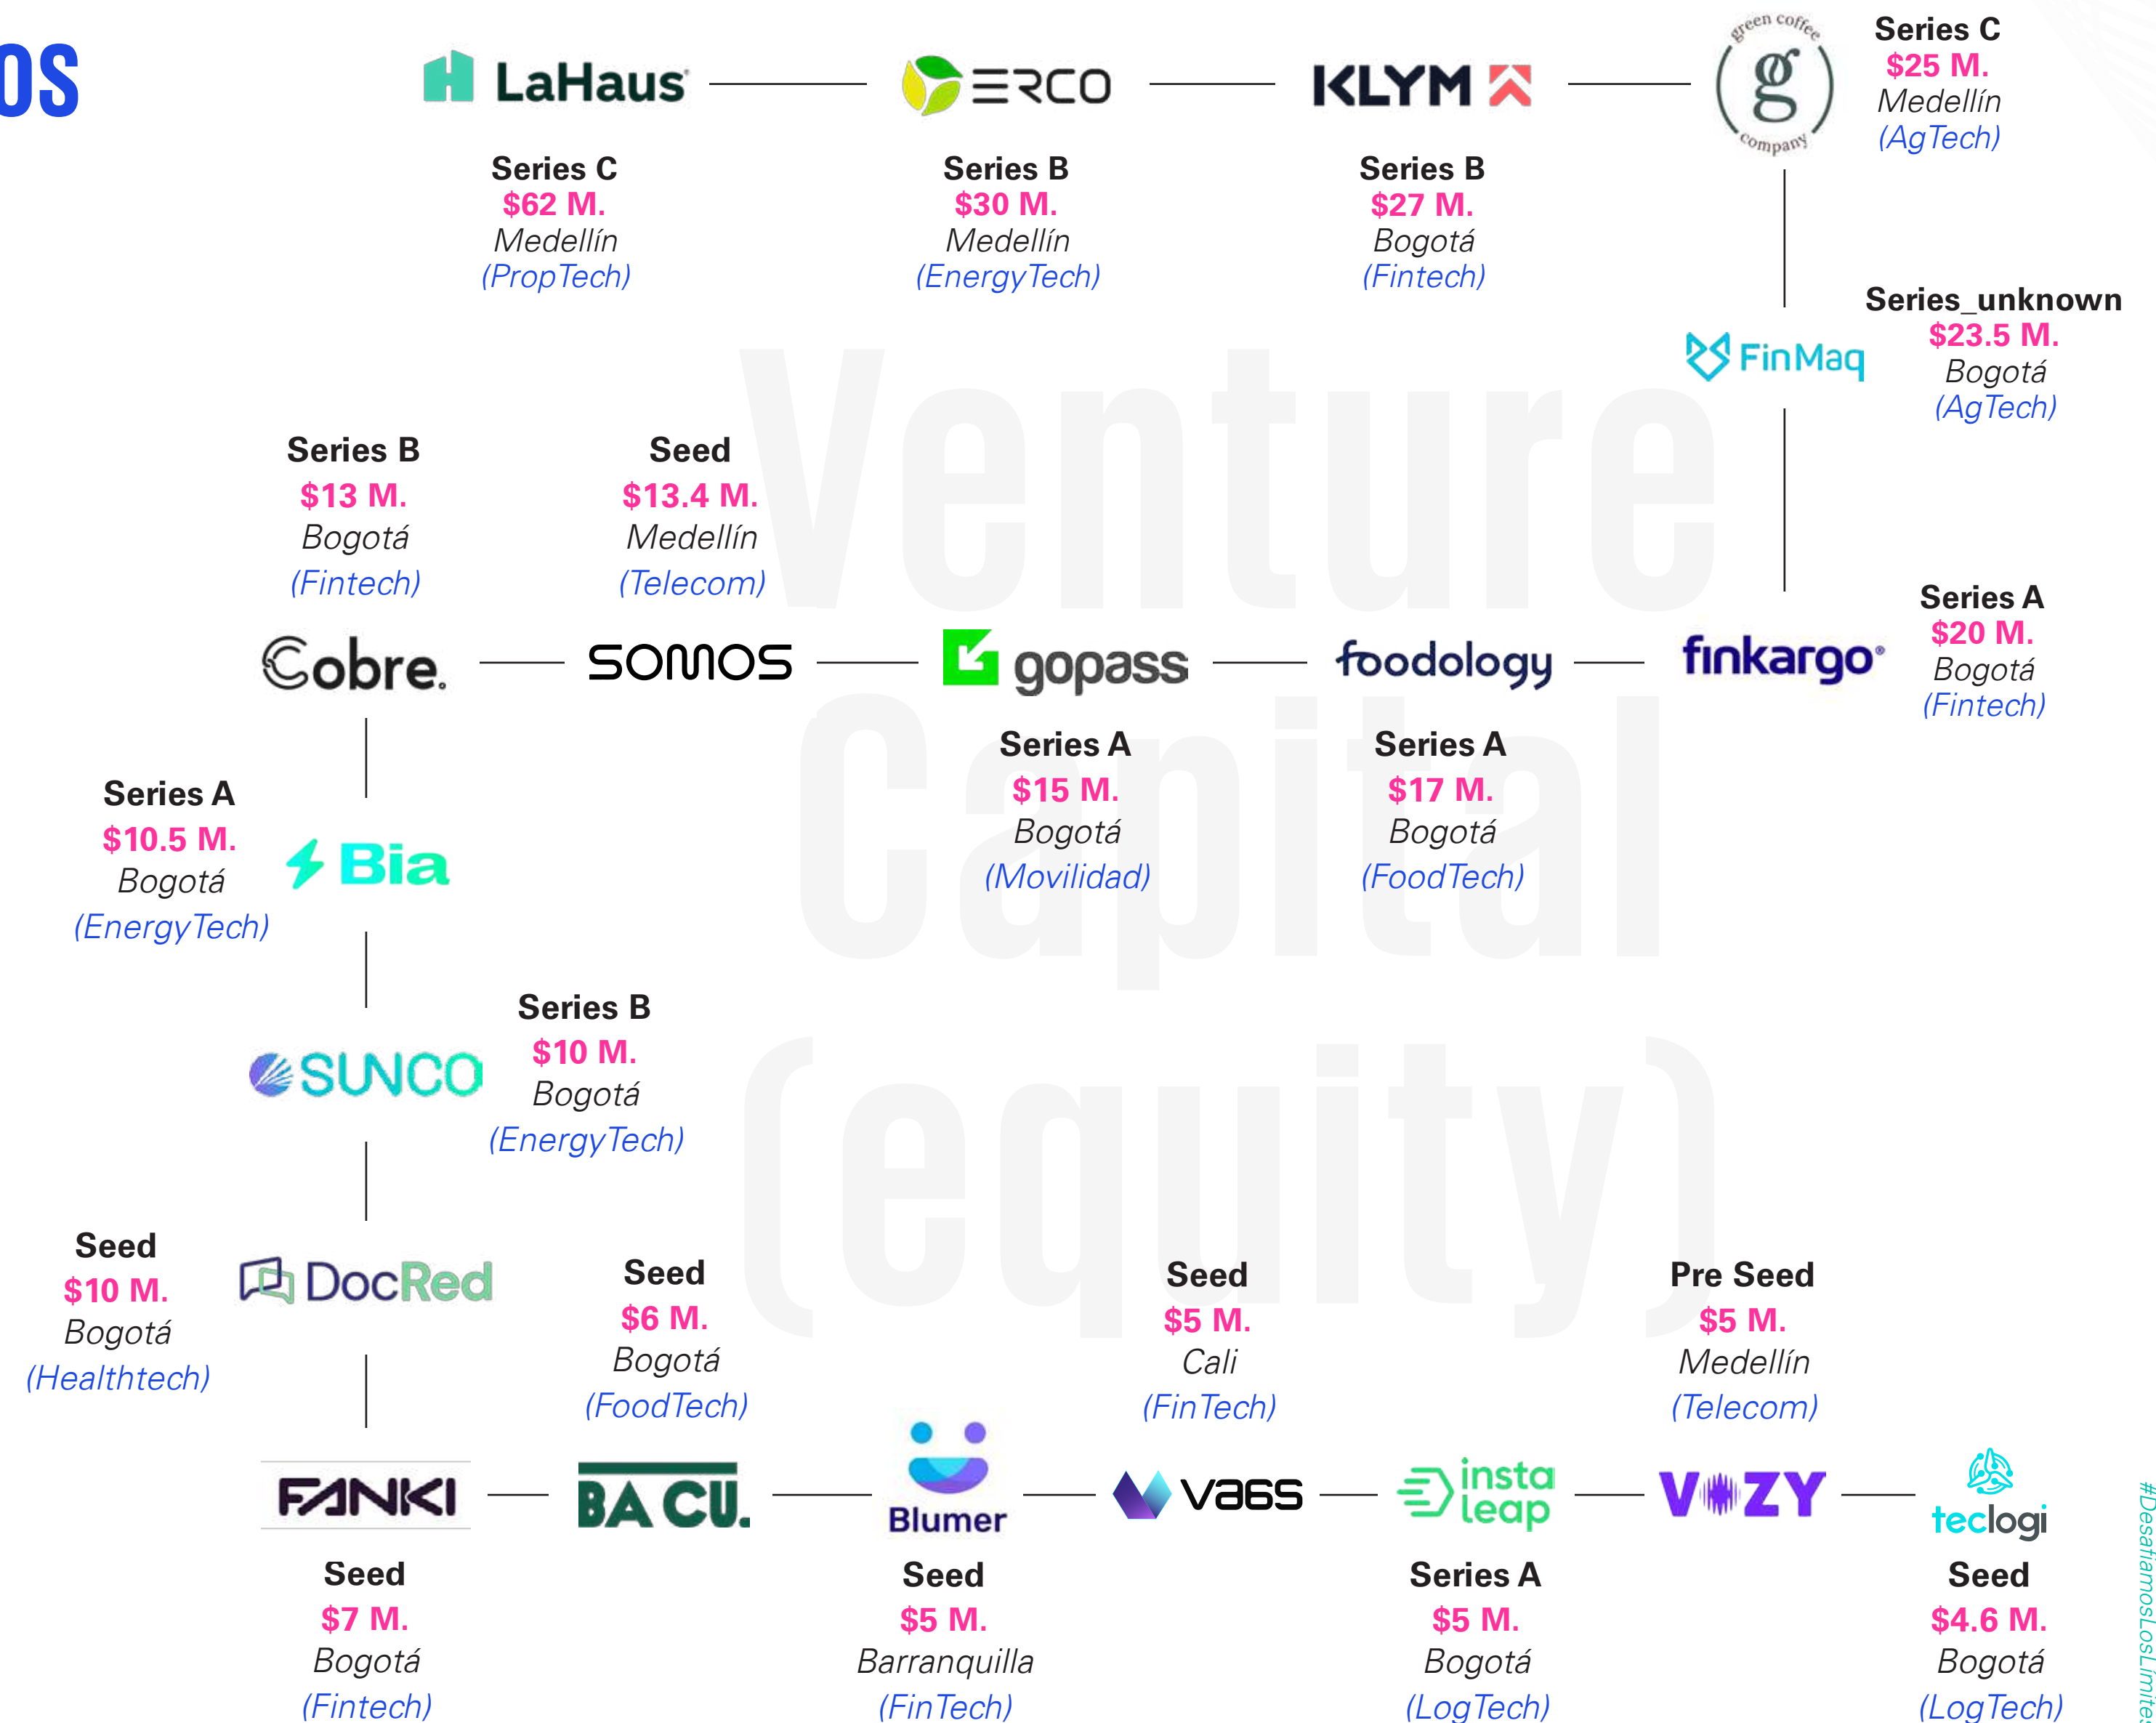 OS
LaHaus
Series C
$62 M.
Medellín
(PropTech)
ERCO
Series B
$30 M.
Medellín
(EnergyTech)
KLYM
Series B
$27 M.
Bogotá
(Fintech)
green coffee
g
company
Series C
$25 M.
Medellín
(AgTech)
FinMaq
Series_unknown
$23.5 M.
Bogotá
(AgTech)
finkargo
Series A
$20 M.
Bogotá
(Fintech)
foodology
Series A
$17 M.
Bogotá
(FoodTech)
gopass
Series A
$15 M.
Bogotá
(Movilidad)
Seed
$13.4 M.
Medellín
(Telecom)
somos
Series B
$13 M.
Bogotá
(Fintech)
Cobre.
Series A
$10.5 M.
Bogotá
(EnergyTech)
Bia
SUNCO
Series B
$10 M.
Bogotá
(EnergyTech)
Seed
$10 M.
Bogotá
(Healthtech)
DocRed
FANKI
Seed
$7 M.
Bogotá
(Fintech)
Seed
$6 M.
Bogotá
(FoodTech)
BA CU.
Blumer
Seed
$5 M.
Barranquilla
(FinTech)
Seed
$5 M.
Cali
(FinTech)
insta
leap
Series A
$5 M.
Bogotá
(LogTech)
Pre Seed
$5 M.
Medellín
(Telecom)
VOZY
teclogi
Seed
$4.6 M.
Bogotá
(LogTech)
Venture
Capital
(equity)
#DesafiamosLosLímites